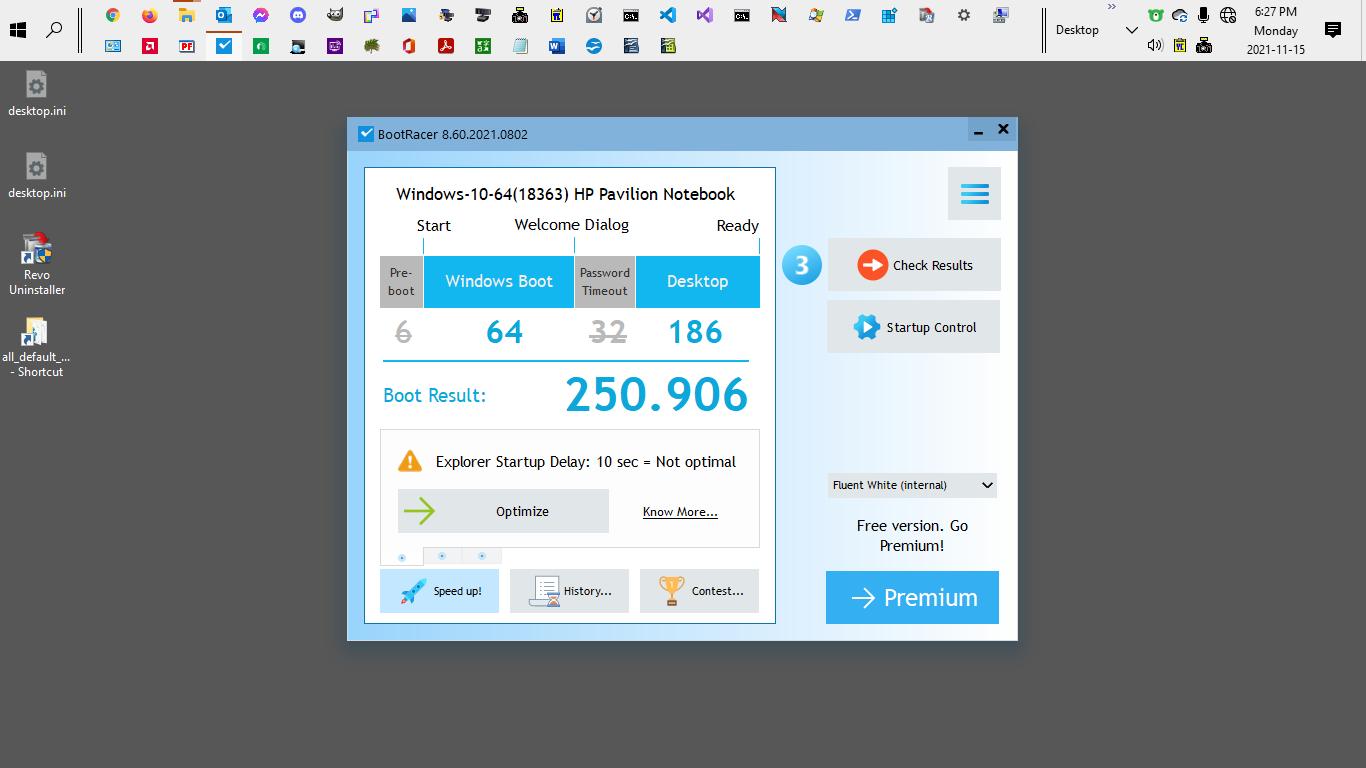 Desktop
6:27 PM
Monday
2021-11-15
desktop.ini
desktop.ini
Revo
Uninstaller
all_default_...
- Shortcut
BootRacer 8.60.2021.0802
Windows-10-64(18363) HP Pavilion Notebook
Start
Welcome Dialog
Ready
Pre-
boot
Windows Boot
Password
Timeout
Desktop
6
64
32
186
Boot Result:
250.906
Explorer Startup Delay: 10 sec = Not optimal
Optimize
Know More...
Speed up!
History...
Contest...
3
Check Results
Startup Control
Fluent White (internal)
Free version. Go
Premium!
Premium